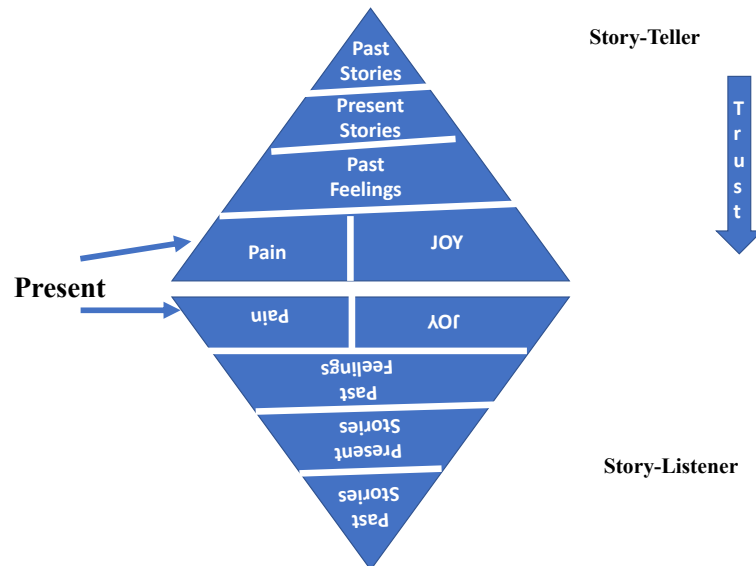 Story-Teller
Past
Stories
Present
Stories
Past
Feelings
Pain
JOY
Trust
Present
Pain
JOY
Past
Feelings
Present
Stories
Past
Stories
Story-Listener